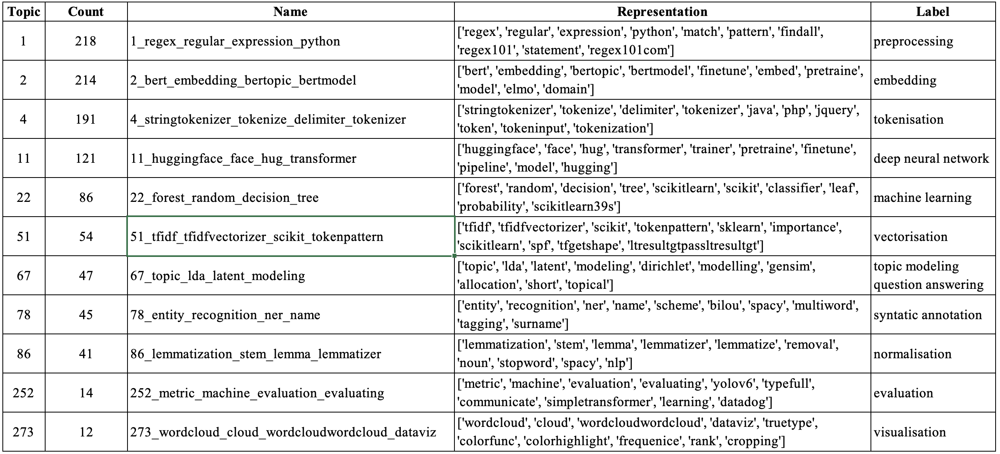 Topic Count Name Representation Label
1 218 1_regex_regular_expression_python ['regex', 'regular', 'expression', 'python', 'match', 'pattern', 'findall', 'regex101', 'statement', 'regex101com'] preprocessing
2 214 2_bert_embedding_bertopic_bertmodel ['bert', 'embedding', 'bertopic', 'bertmodel', 'finetune', 'embed', 'pretraine', 'model', 'elmo', 'domain'] embedding
4 191 4_stringtokenizer_tokenize_delimiter_tokenizer ['stringtokenizer', 'tokenize', 'delimiter', 'tokenizer', 'java', 'php', 'jquery', 'token', 'tokeninput', 'tokenization'] tokenisation
11 121 11_huggingface_face_hug_transformer ['huggingface', 'face', 'hug', 'transformer', 'trainer', 'pretraine', 'finetune', 'pipeline', 'model', 'hugging'] deep neural network
22 86 22_forest_random_decision_tree ['forest', 'random', 'decision', 'tree', 'scikitlearn', 'scikit', 'classifier', 'leaf', 'probability', 'scikitlearn39s'] machine learning
51 54 51_tfidf_tfidfvectorizer_scikit_tokenpattern ['tfidf', 'tfidfvectorizer', 'scikit', 'tokenpattern', 'sklearn', 'importance', 'scikitlearn', 'spf', 'tfgetshape', 'ltresultgtpassltresultgt'] vectorisation
67 47 67_topic_lda_latent_modeling ['topic', 'lda', 'latent', 'modeling', 'dirichlet', 'modelling', 'gensim', 'allocation', 'short', 'topical'] topic modeling question answering
78 45 78_entity_recognition_ner_name ['entity', 'recognition', 'ner', 'name', 'scheme', 'bilou', 'spacy', 'multiword', 'tagging', 'surname'] syntatic annotation
86 41 86_lemmatization_stem_lemma_lemmatizer ['lemmatization', 'stem', 'lemma', 'lemmatizer', 'lemmatize', 'removal', 'noun', 'stopword', 'spacy', 'nlp'] normalisation
252 14 252_metric_machine_evaluation_evaluating ['metric', 'machine', 'evaluation', 'evaluating', 'yolov6', 'typefull', 'communicate', 'simpletransformer', 'learning', 'datadog'] evaluation
273 12 273_wordcloud_cloud_wordcloudwordcloud_dataviz ['wordcloud', 'cloud', 'wordcloudwordcloud', 'dataviz', 'truetype', 'colorfunc', 'colorhighlight', 'frequenice', 'rank', 'cropping'] visualisation